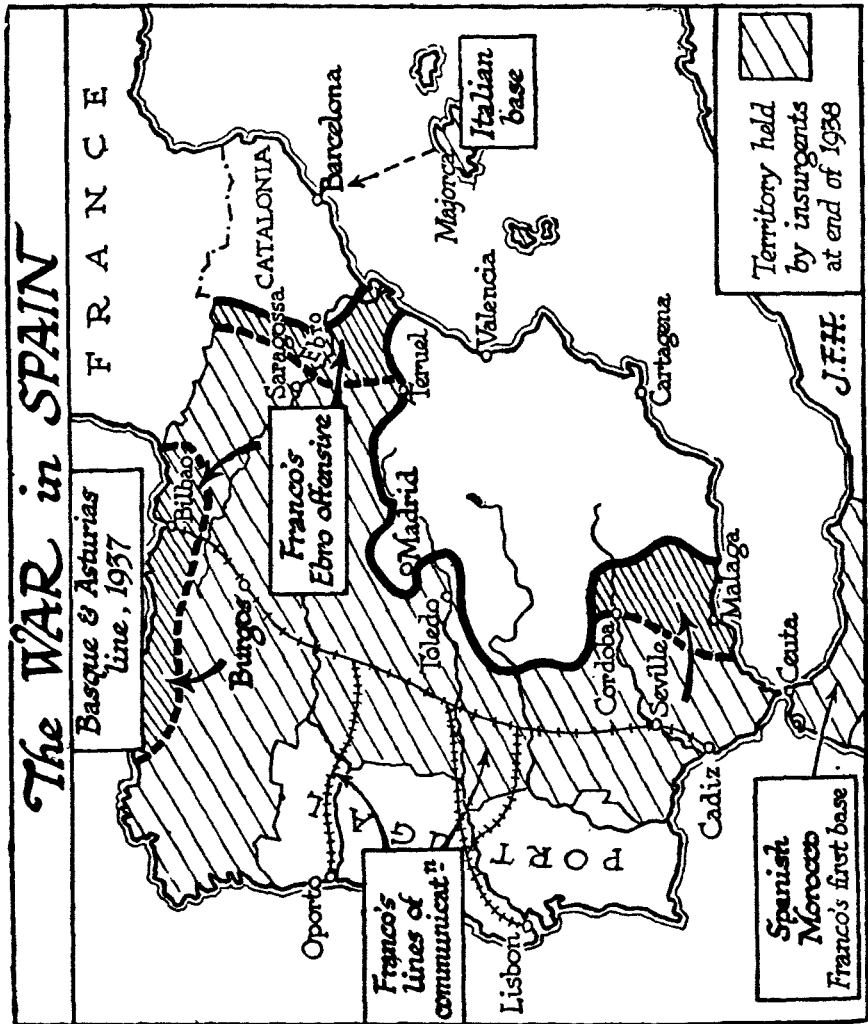 The WAR in SPAIN
FRANCE
Basque & Asturias
line, 1937
Bilbao
Burgos
CATALONIA
Saragossa
Ebro
Barcelona
Franco's
Ebro offensive
Oporto
Franco's
lines of
communicatⁿ
Madrid
Teruel
Toledo
Majorca
Italian
base
Valencia
Lisbon
PORTUGAL
Cordoba
Seville
Cartagena
Cadiz
Malaga
Ceuta
Spanish
Morocco
Franco's first base
Territory held
by insurgents
at end of 1938
J.F.H.